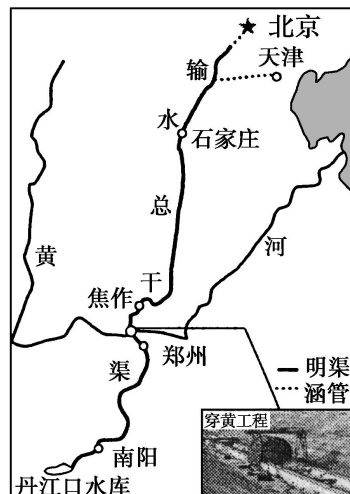 北京
天津
输
水
石家庄
总
河
黄
干
焦作
郑州
渠
明渠
涵管
穿黄工程
南阳
丹江口水库